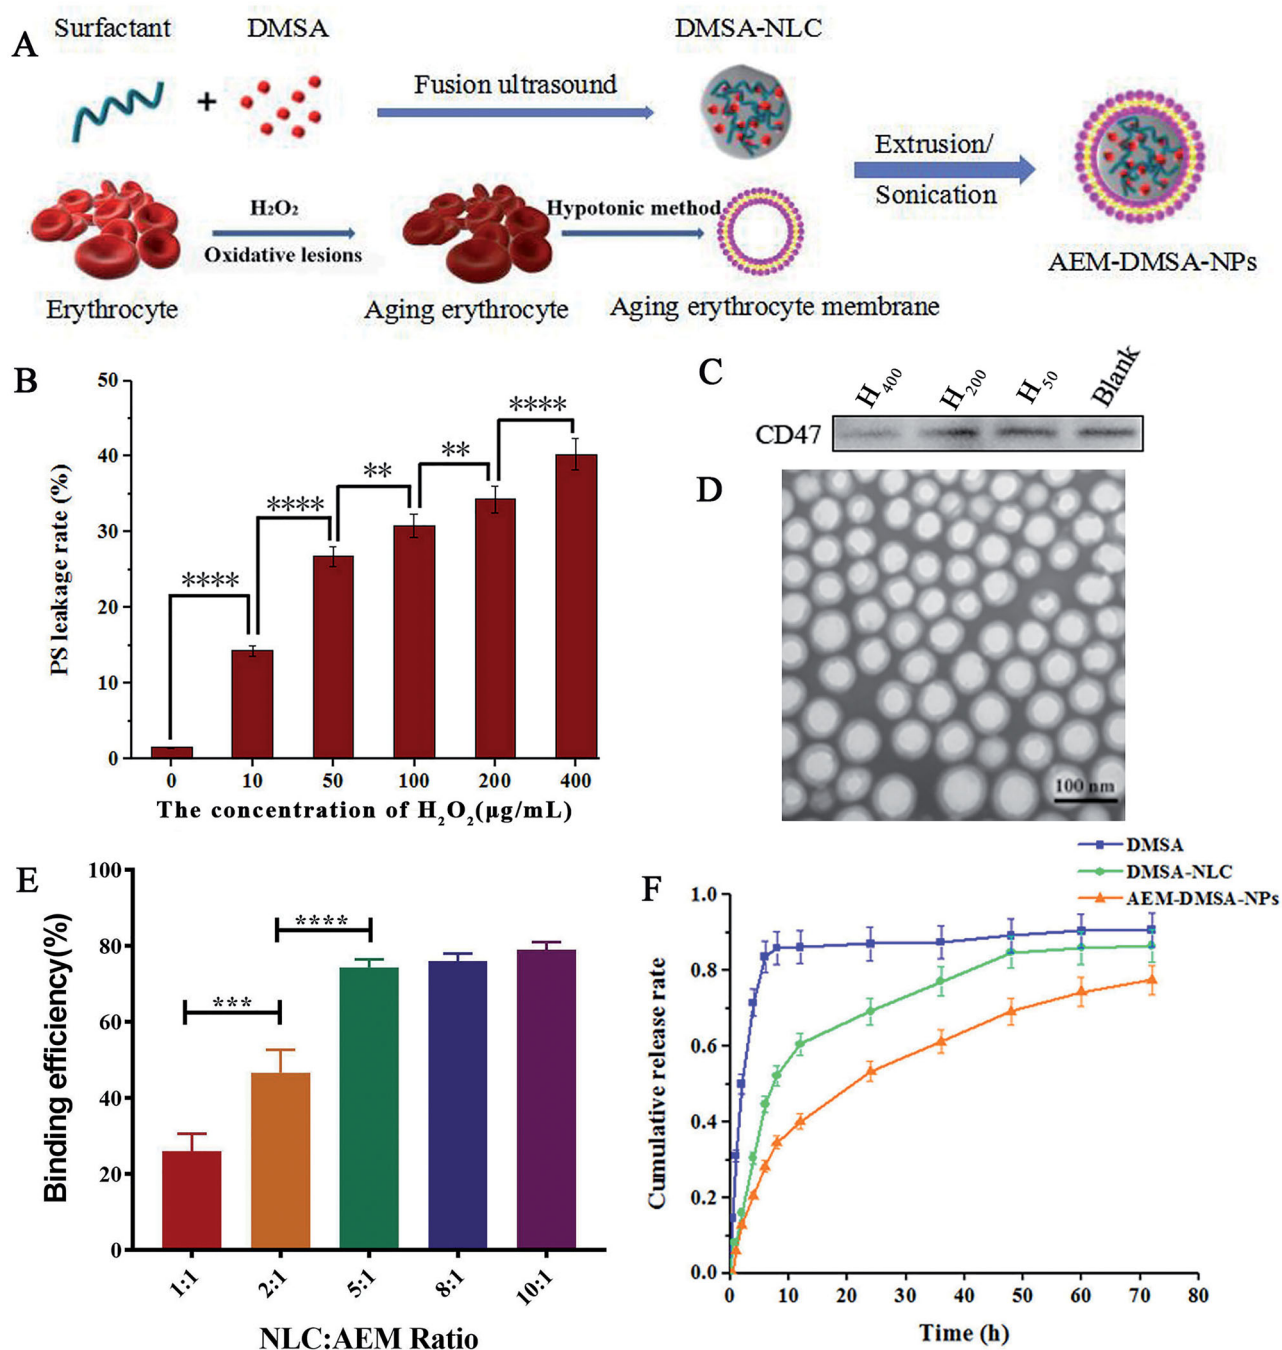 A
Surfactant
DMSA
DMSA-NLC
+
Fusion ultrasound
Extrusion/
Sonication
H₂O₂
Oxidative lesions
Hypotonic method
AEM-DMSA-NPs
Erythrocyte
Aging erythrocyte
Aging erythrocyte membrane
B
50
40
30
20
10
0
PS leakage rate (%)
****
****
**
**
****
0 10 50 100 200 400
The concentration of H₂O₂(μg/mL)
C
H₄₀₀ H₂₀₀ H₅₀ Blank
CD47
D
100 nm
E
100
80
60
40
20
0
Binding efficiency(%)
***
****
1:1 2:1 5:1 8:1 10:1
NLC:AEM Ratio
F
DMSA
DMSA-NLC
AEM-DMSA-NPs
1.0
0.8
0.6
0.4
0.2
0.0
Cumulative release rate
0 10 20 30 40 50 60 70 80
Time (h)